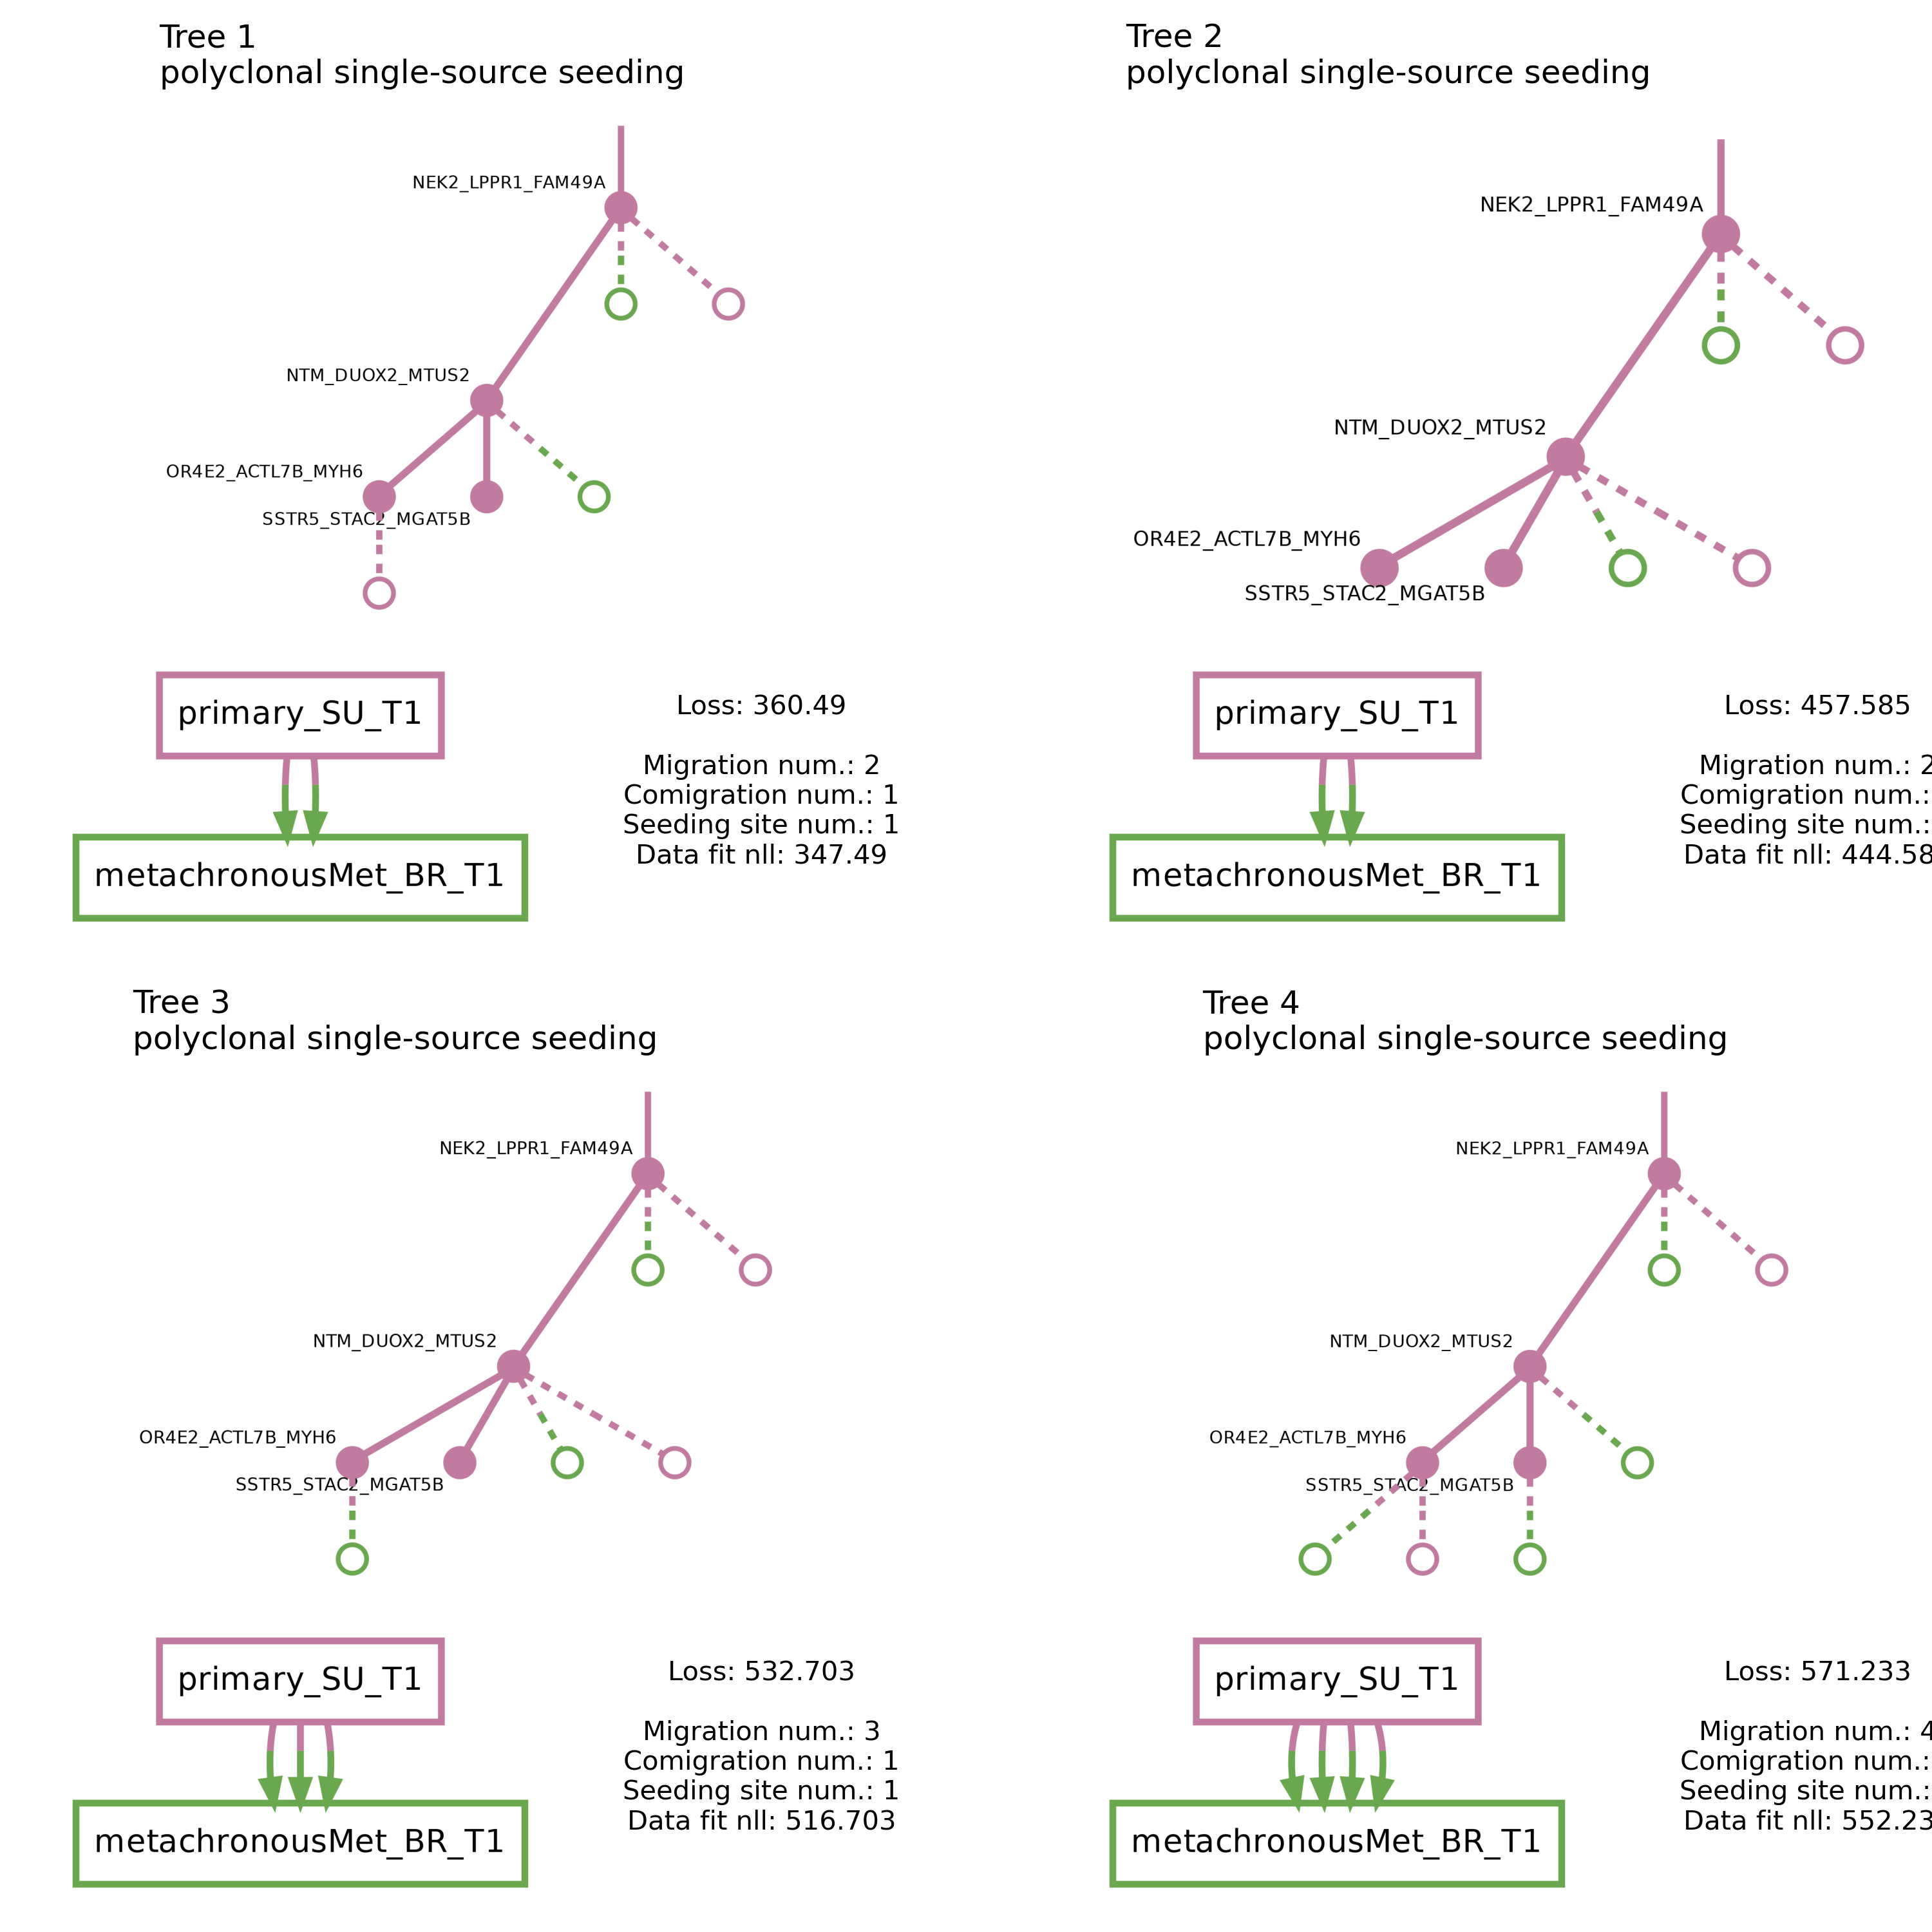 Tree 1
polyclonal single-source seeding
NEK2_LPPR1_FAM49A
NTM_DUOX2_MTUS2
OR4E2_ACTL7B_MYH6
SSTR5_STAC2_MGAT5B
primary_SU_T1
metachronousMet_BR_T1
Loss: 360.49
Migration num.: 2
Comigration num.: 1
Seeding site num.: 1
Data fit nll: 347.49
Tree 2
polyclonal single-source seeding
NEK2_LPPR1_FAM49A
NTM_DUOX2_MTUS2
OR4E2_ACTL7B_MYH6
SSTR5_STAC2_MGAT5B
primary_SU_T1
metachronousMet_BR_T1
Loss: 457.585
Migration num.: 2
Comigration num.:
Seeding site num.:
Data fit nll: 444.58
Tree 3
polyclonal single-source seeding
NEK2_LPPR1_FAM49A
NTM_DUOX2_MTUS2
OR4E2_ACTL7B_MYH6
SSTR5_STAC2_MGAT5B
primary_SU_T1
metachronousMet_BR_T1
Loss: 532.703
Migration num.: 3
Comigration num.: 1
Seeding site num.: 1
Data fit nll: 516.703
Tree 4
polyclonal single-source seeding
NEK2_LPPR1_FAM49A
NTM_DUOX2_MTUS2
OR4E2_ACTL7B_MYH6
SSTR5_STAC2_MGAT5B
primary_SU_T1
metachronousMet_BR_T1
Loss: 571.233
Migration num.: 4
Comigration num.:
Seeding site num.:
Data fit nll: 552.23